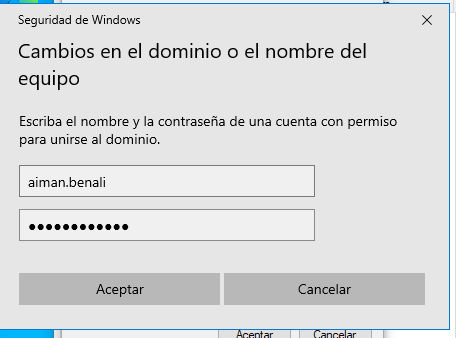 Seguridad de Windows
Cambios en el dominio o el nombre del
equipo
Escriba el nombre y la contraseña de una cuenta con permiso
para unirse al dominio.
aiman.benali
●●●●●●●●●●●●
Aceptar Cancelar
Aceptar Cancelar